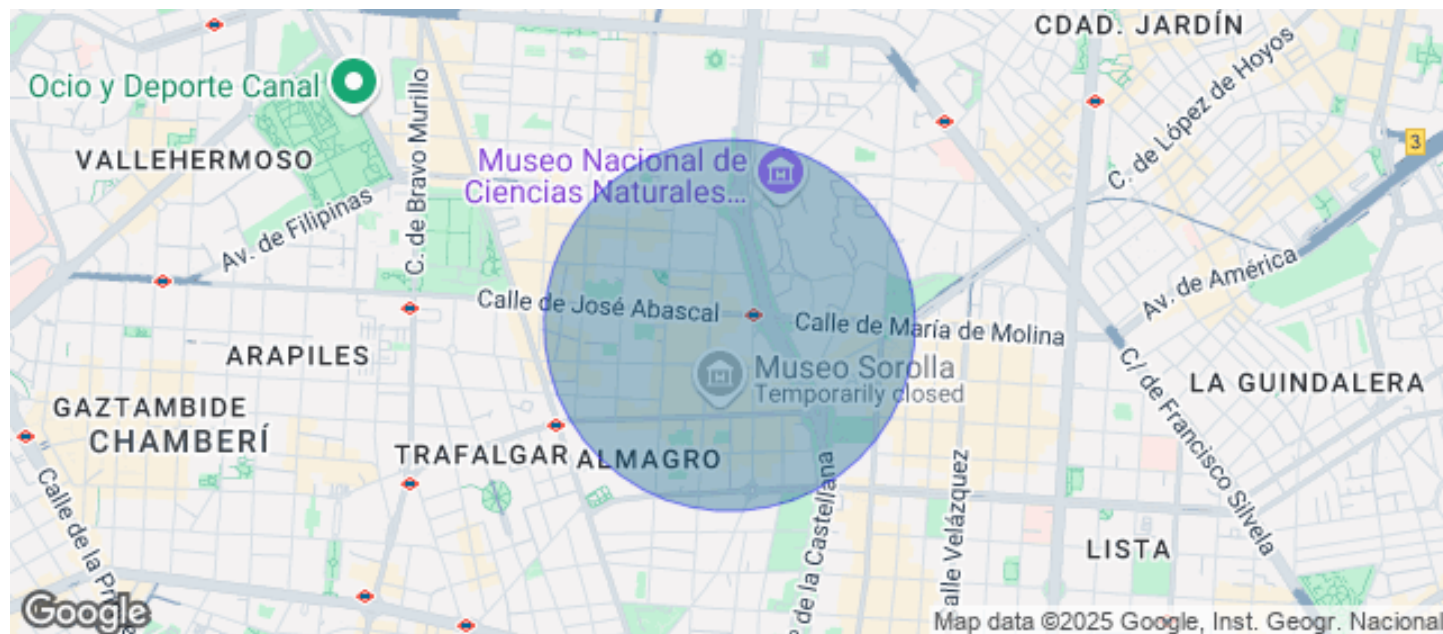 CDAD. JARDÍN
Ocio y Deporte Canal
C. de López de Hoyos
C. de Bravo Murillo
3
VALLEHERMOSO
Museo Nacional de
Ciencias Naturales...
Av. de Filipinas
Av. de América
Calle de José Abascal
Calle de María de Molina
ARAPILES
Museo Sorolla
Temporarily closed
LA GUINDALERA
C/ de Francisco Silvela
GAZTAMBIDE
CHAMBERÍ
TRAFALGAR
ALMAGRO
Calle de la Pr
de la Castellana
alle Velázquez
LISTA
Google
Map data ©2025 Google, Inst. Geogr. Nacional